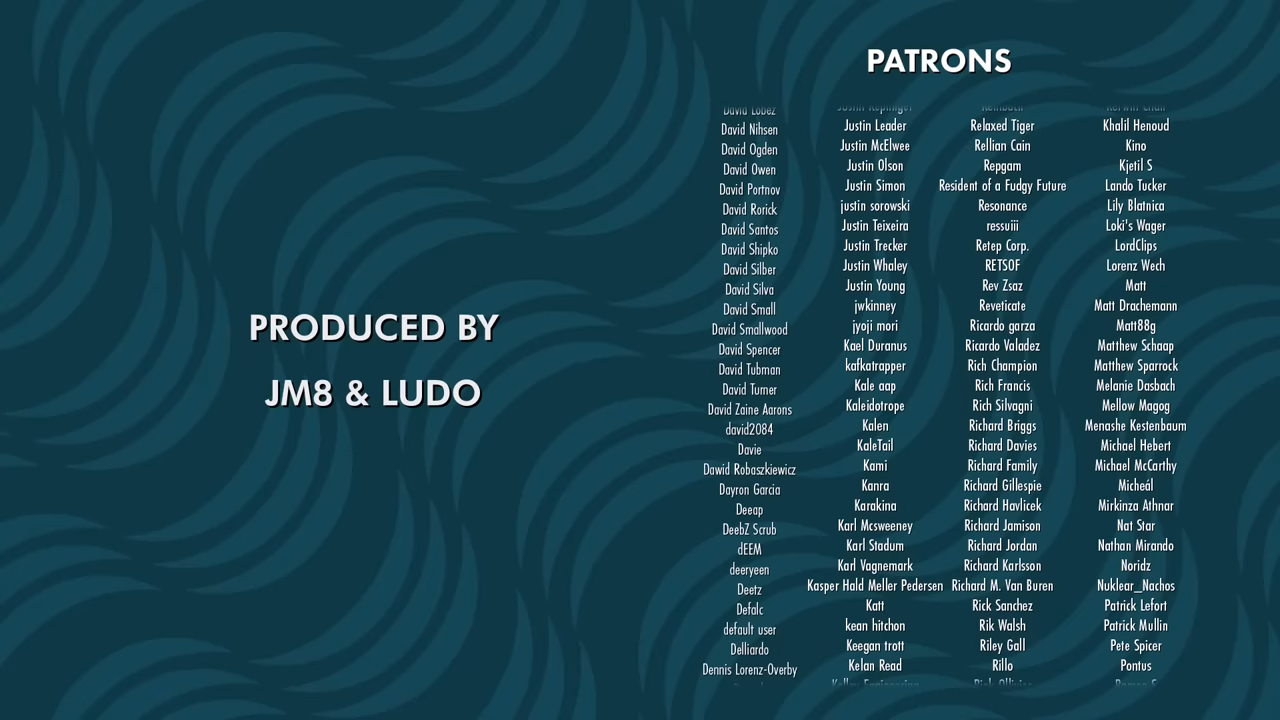 PRODUCED BY
JM8 & LUDO
PATRONS
David Lobez
David Nihsen
David Ogden
David Owen
David Portnov
David Rorick
David Santos
David Shipko
David Silber
David Silva
David Small
David Smallwood
David Spencer
David Tubman
David Turner
David Zaine Aarons
david2084
Davie
Dawid Robaszkiewicz
Dayron Garcia
Deeap
DeebZ Scrub
dEEM
deeryeen
Deetz
Defalc
default user
Delliardo
Dennis Lorenz-Overby
Justin Leader
Justin McElwee
Justin Olson
Justin Simon
justin sorowski
Justin Teixeira
Justin Trecker
Justin Whaley
Justin Young
jwkinney
jyoji mori
Kael Duranus
kafkatrapper
Kale aap
Kaleidotrope
Kalen
KaleTail
Kami
Kanra
Karakina
Karl Mcsweeney
Karl Stadum
Karl Vagnemark
Kasper Hald Meller Pedersen
Katt
kean hitchon
Keegan trott
Kelan Read
Relaxed Tiger
Rellian Cain
Repgam
Resident of a Fudgy Future
Resonance
ressuiii
Retep Corp.
RETSOF
Rev Zsaz
Reveticate
Ricardo garza
Ricardo Valadez
Rich Champion
Rich Francis
Rich Silvagni
Richard Briggs
Richard Davies
Richard Family
Richard Gillespie
Richard Havlicek
Richard Jamison
Richard Jordan
Richard Karlsson
Richard M. Van Buren
Rick Sanchez
Rik Walsh
Riley Gall
Rillo
Khalil Henoud
Kino
Kjetil S
Lando Tucker
Lily Blatnica
Loki's Wager
LordClips
Lorenz Wech
Matt
Matt Drachemann
Matt88g
Matthew Schaap
Matthew Sparrock
Melanie Dasbach
Mellow Magog
Menashe Kestenbaum
Michael Hebert
Michael McCarthy
Micheál
Mirkinza Athnar
Nat Star
Nathan Mirando
Noridz
Nuklear_Nachos
Patrick Lefort
Patrick Mullin
Pete Spicer
Pontus